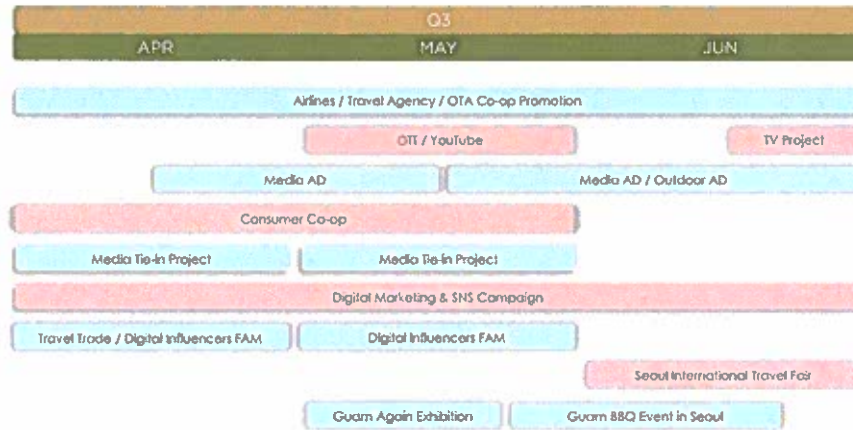 Q3
APR MAY JUN
Airlines / Travel Agency / OTA Co-op Promotion
OTT / YouTube TV Project
Media AD Media AD / Outdoor AD
Consumer Co-op
Media Tie-In Project Media Tie-in Project
Digital Marketing & SNS Campaign
Travel Trade / Digital Influencers FAM Digital Influencers FAM
Seoul International Travel Fair
Guam Again Exhibition Guam BBQ Event in Seoul